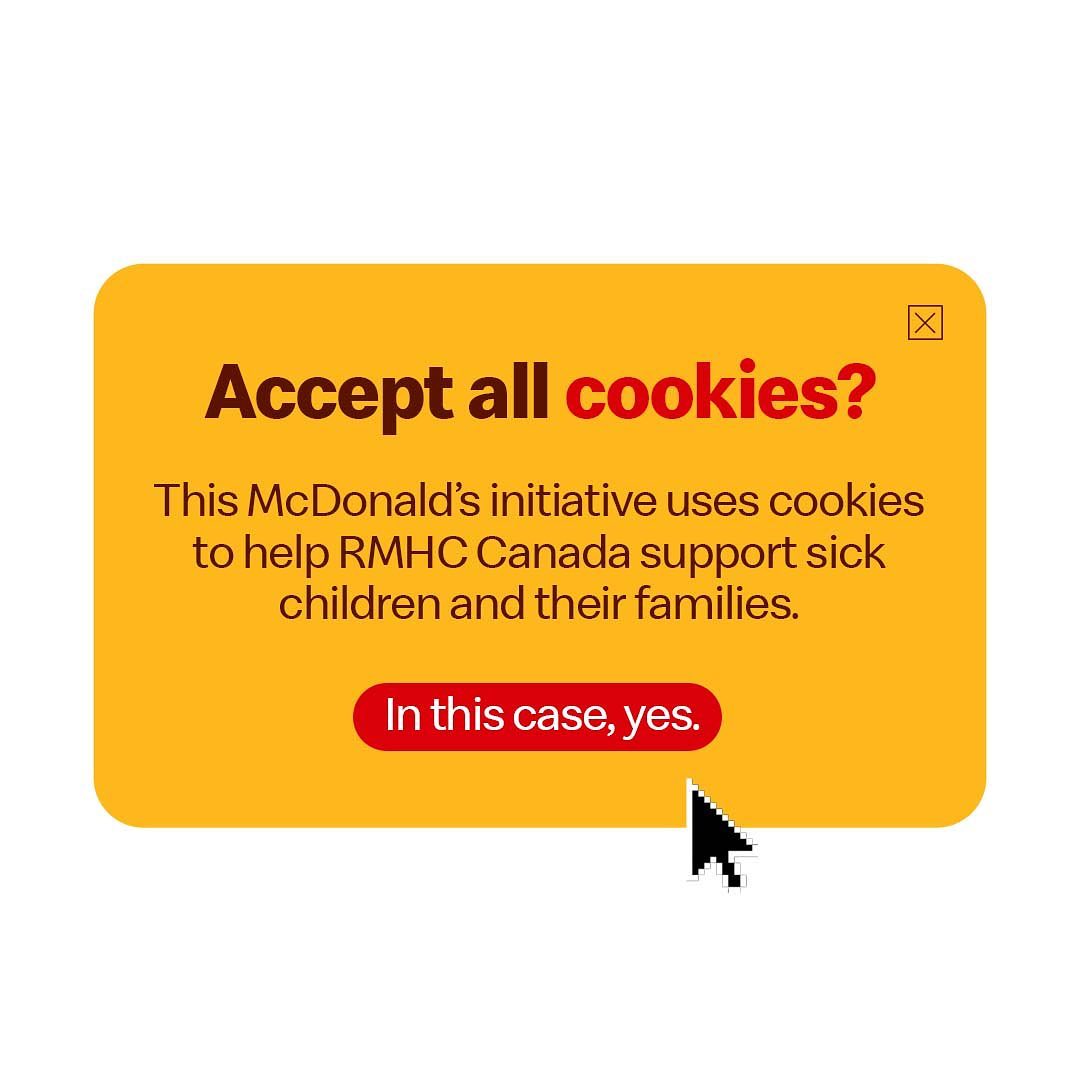 Accept all cookies?
This McDonald’s initiative uses cookies
to help RMHC Canada support sick
children and their families.
In this case, yes.